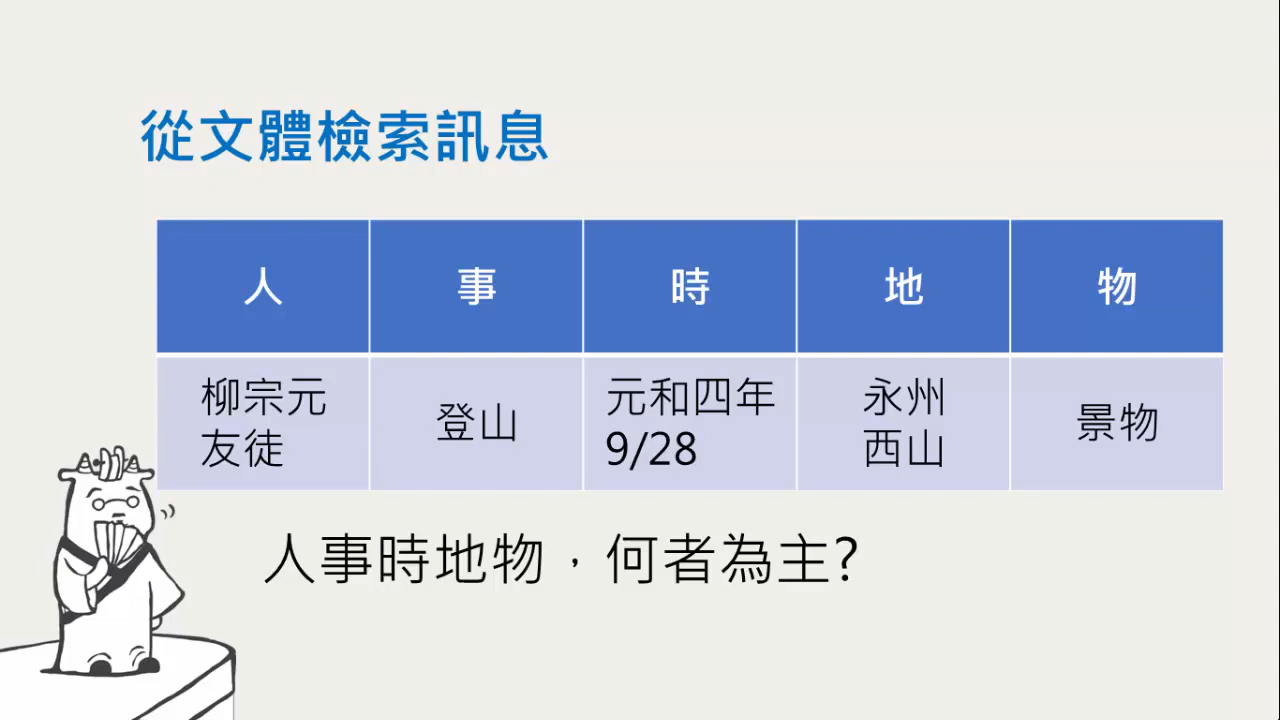 從文體檢索訊息
人 事 時 地 物
柳宗元 友徒 登山 元和四年 9/28 永州 西山 景物
人事時地物，何者為主?